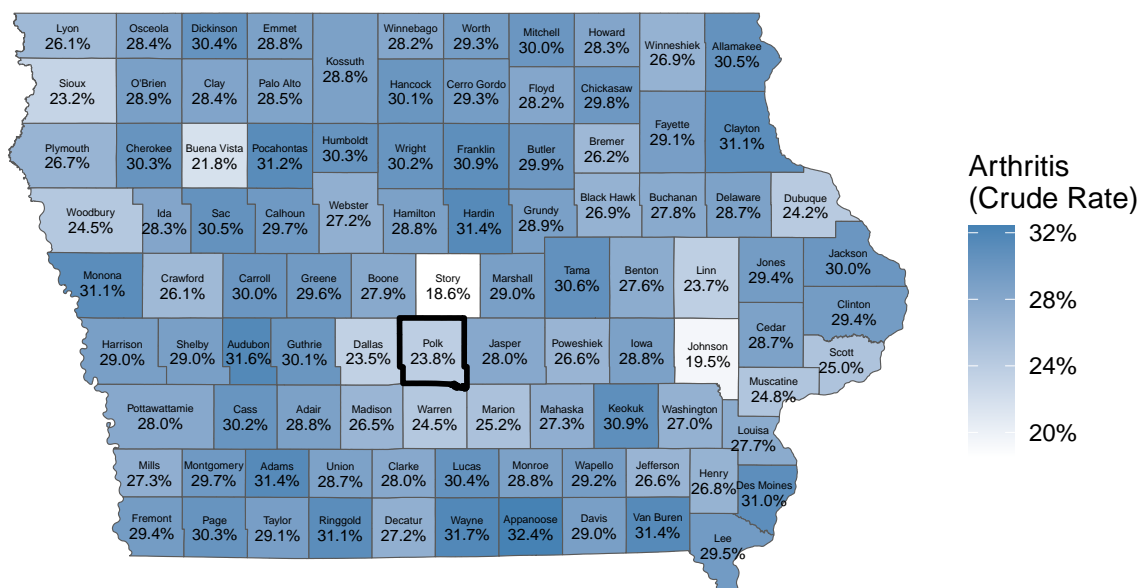 Lyon
26.1%
Osceola
28.4%
Dickinson
30.4%
Emmet
28.8%
Kossuth
28.8%
Winnebago
28.2%
Worth
29.3%
Mitchell
30.0%
Howard
28.3%
Winneshiek
26.9%
Allamakee
30.5%
Sioux
23.2%
O'Brien
28.9%
Clay
28.4%
Palo Alto
28.5%
Hancock
30.1%
Cerro Gordo
29.3%
Floyd
28.2%
Chickasaw
29.8%
Plymouth
26.7%
Cherokee
30.3%
Buena Vista
21.8%
Pocahontas
31.2%
Humboldt
30.3%
Wright
30.2%
Franklin
30.9%
Butler
29.9%
Bremer
26.2%
Fayette
29.1%
Clayton
31.1%
Woodbury
24.5%
Ida
28.3%
Sac
30.5%
Calhoun
29.7%
Webster
27.2%
Hamilton
28.8%
Hardin
31.4%
Grundy
28.9%
Black Hawk
26.9%
Buchanan
27.8%
Delaware
28.7%
Dubuque
24.2%
Monona
31.1%
Crawford
26.1%
Carroll
30.0%
Greene
29.6%
Boone
27.9%
Story
18.6%
Marshall
29.0%
Tama
30.6%
Benton
27.6%
Linn
23.7%
Jones
29.4%
Jackson
30.0%
Clinton
29.4%
Harrison
29.0%
Shelby
29.0%
Audubon
31.6%
Guthrie
30.1%
Dallas
23.5%
Polk
23.8%
Jasper
28.0%
Poweshiek
26.6%
Iowa
28.8%
Johnson
19.5%
Cedar
28.7%
Scott
25.0%
Muscatine
24.8%
Pottawattamie
28.0%
Cass
30.2%
Adair
28.8%
Madison
26.5%
Warren
24.5%
Marion
25.2%
Mahaska
27.3%
Keokuk
30.9%
Washington
27.0%
Louisa
27.7%
Mills
27.3%
Montgomery
29.7%
Adams
31.4%
Union
28.7%
Clarke
28.0%
Lucas
30.4%
Monroe
28.8%
Wapello
29.2%
Jefferson
26.6%
Henry
26.8%
Des Moines
31.0%
Fremont
29.4%
Page
30.3%
Taylor
29.1%
Ringgold
31.1%
Decatur
27.2%
Wayne
31.7%
Appanoose
32.4%
Davis
29.0%
Van Buren
31.4%
Lee
29.5%
Arthritis
(Crude Rate)
32%
28%
24%
20%